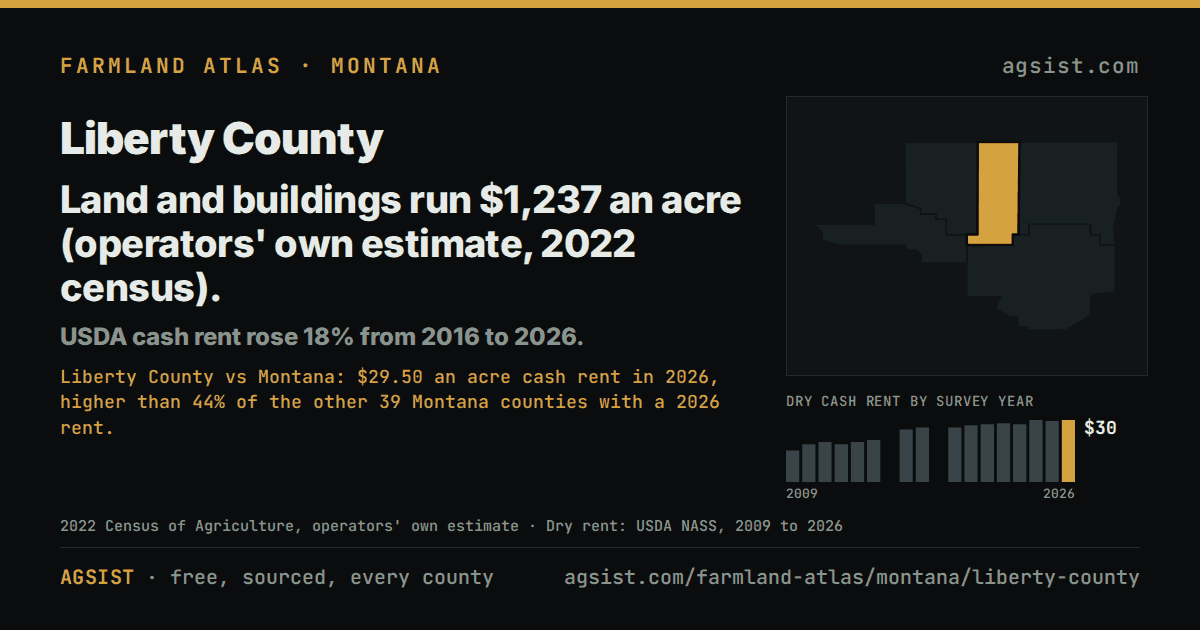 FARMLAND ATLAS · MONTANA
agsist.com
Liberty County
Land and buildings run $1,237 an acre
(operators' own estimate, 2022
census).
USDA cash rent rose 18% from 2016 to 2026.
Liberty County vs Montana: $29.50 an acre cash rent in 2026,
higher than 44% of the other 39 Montana counties with a 2026
rent.
DRY CASH RENT BY SURVEY YEAR
$30
2009
2026
2022 Census of Agriculture, operators' own estimate · Dry rent: USDA NASS, 2009 to 2026
AGSIST · free, sourced, every county
agsist.com/farmland-atlas/montana/liberty-county